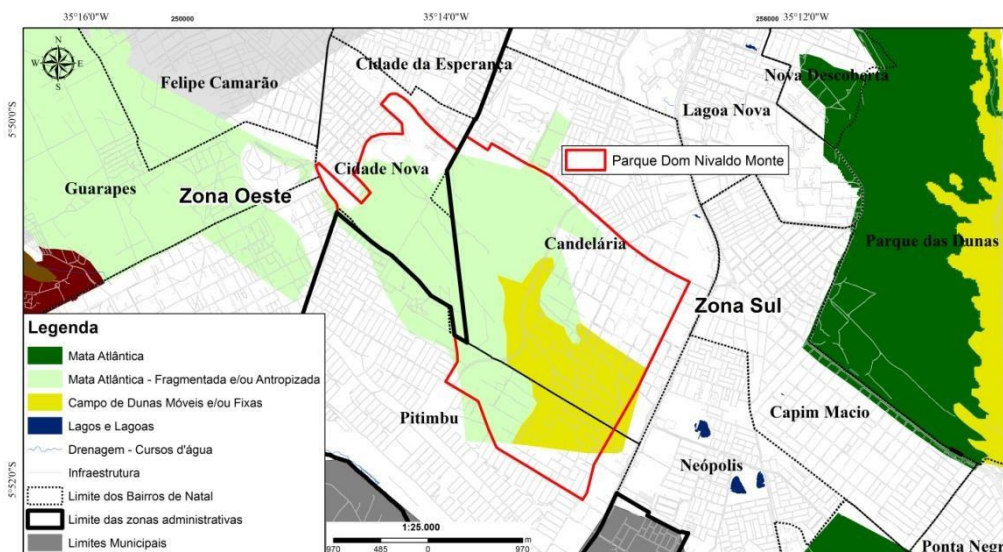 35°16'0"W
250000
35°14'0"W
256000
35°12'0"W
N
W
E
S
Cidade da Esperança
Felipe Camarão
Nova Descoberta
Lagoa Nova
5°50'0"S
Parque Dom Nivaldo Monte
Cidade Nova
Guarapes
Zona Oeste
Candelária
Parque das Dunas
Zona Sul
Legenda
Mata Atlântica
Mata Atlântica - Fragmentada e/ou Antropizada
Campo de Dunas Móveis e/ou Fixas
Lagos e Lagoas
Drenagem - Cursos d'água
Infraestrutura
Limite dos Bairros de Natal
Limite das zonas administrativas
Limites Municipais
Pitimbu
Capim Macio
Neópolis
5°52'0"S
1:25.000
970 485 0 970
m
Ponta Negr